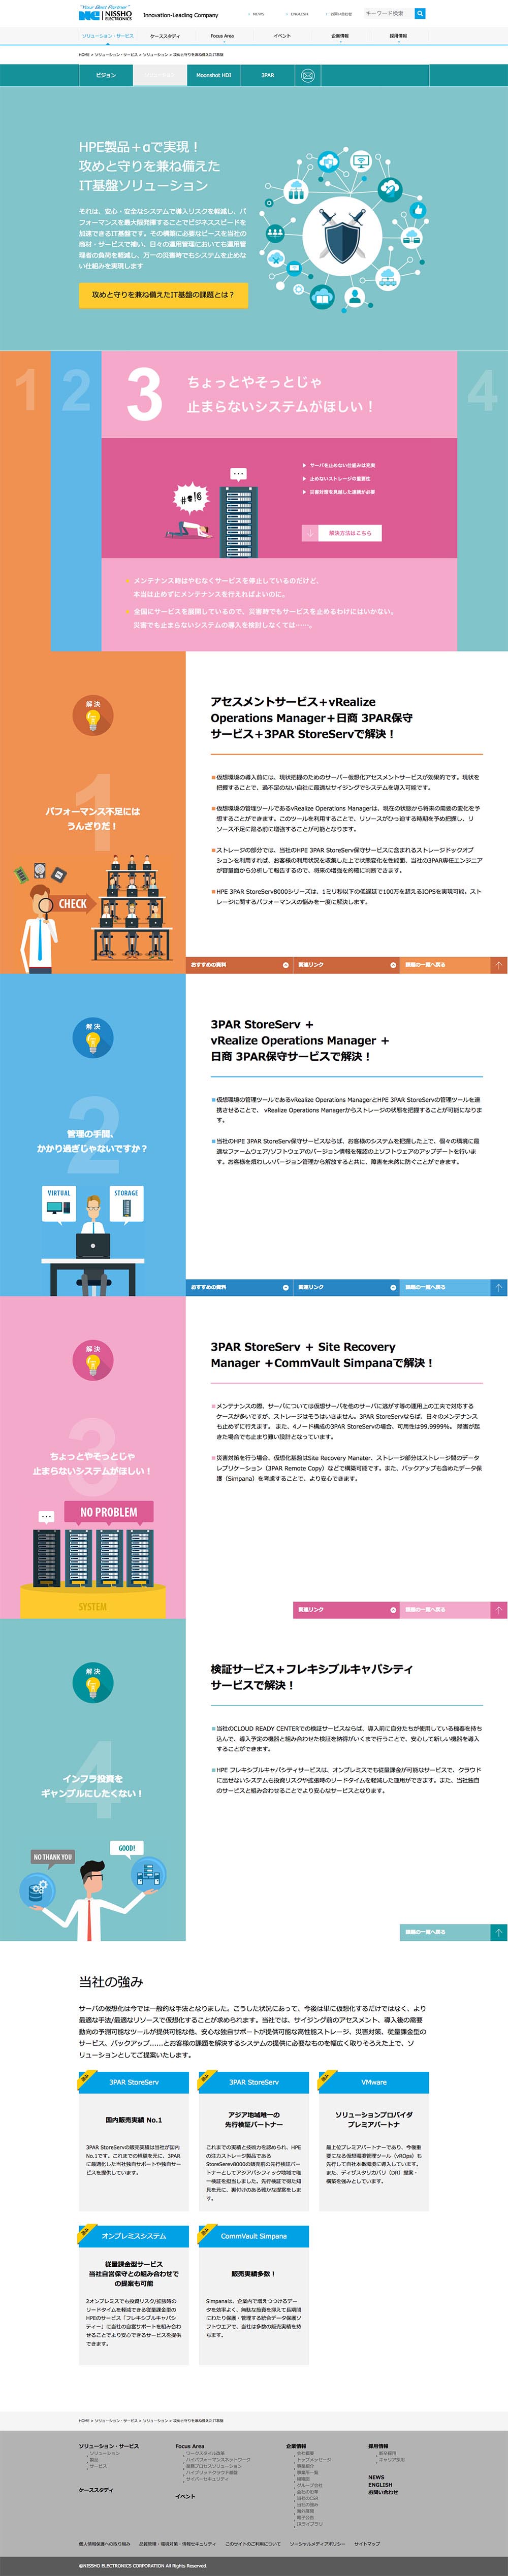 "Your Best Partner"
NISSHO ELECTRONICS
Innovation-Leading Company
NEWS
ENGLISH
お問い合わせ
キーワード検索
ソリューション・サービス
ケーススタディ
Focus Area
イベント
企業情報
採用情報
HOME > ソリューション・サービス > ソリューション > 攻めと守りを兼ね備えたIT基盤
ビジョン
Moonshot HDI
3PAR
HPE製品＋αで実現！
攻めと守りを兼ね備えた
IT基盤ソリューション
それは、安心・安全なシステムで導入リスクを軽減し、パ
フォーマンスを最大限発揮することでビジネススピードを
加速できるIT基盤です。その構築に必要なピースを当社の
商材・サービスで補い、日々の運用管理においても運用管
理者の負荷を軽減し、万一の災害時でもシステムを止めな
い仕組みを実現します
攻めと守りを兼ね備えたIT基盤の課題とは？
1
2
3
ちょっとやそっとじゃ
止まらないシステムがほしい！
4
サーバを止めない仕組みは充実
止めないストレージの重要性
災害対策を見越した連携が必要
#$!6
...
解決方法はこちら
メンテナンス時はやむなくサービスを停止しているのだけど、
本当は止めずにメンテナンスを行えればよいのに。
全国にサービスを展開しているので、災害時でもサービスを止めるわけにはいかない。
災害でも止まらないシステムの導入を検討しなくては……。
解決
1
パフォーマンス不足には
うんざりだ！
CHECK
アセスメントサービス＋vRealize
Operations Manager＋日商 3PAR保守
サービス＋3PAR StoreServで解決！
仮想環境の導入前には、現状把握のためのサーバー仮想化アセスメントサービスが効果的です。現状を
把握することで、過不足のない自社に最適なサイジングでシステムを導入可能です。
仮想環境の管理ツールであるvRealize Operations Managerは、現在の状態から将来の需要の変化を予
想することができます。このツールを利用することで、リソースがひっ迫する時期を予め把握し、リ
ソース不足に陥る前に増強することが可能となります。
ストレージの部分では、当社のHPE 3PAR StoreServ保守サービスに含まれるストレージドックオプ
ションを利用すれば、お客様の利用状況を収集した上で状態変化を性能面、当社の3PAR専任エンジニア
が容量面から分析して報告するので、将来の増強を的確に判断できます。
HPE 3PAR StoreServ8000シリーズは、1ミリ秒以下の低遅延で100万を超えるIOPSを実現可能。スト
レージに関するパフォーマンスの悩みを一度に解決します。
おすすめの資料
関連リンク
課題の一覧へ戻る
解決
2
管理の手間、
かかり過ぎじゃないですか？
VIRTUAL
STORAGE
3PAR StoreServ ＋
vRealize Operations Manager ＋
日商 3PAR保守サービスで解決！
仮想環境の管理ツールであるvRealize Operations ManagerとHPE 3PAR StoreServの管理ツールを連
携させることで、 vRealize Operations Managerからストレージの状態を把握することが可能になりま
す。
当社のHPE 3PAR StoreServ保守サービスならば、お客様のシステムを把握した上で、個々の環境に最
適なファームウェア/ソフトウェアのバージョン情報を確認の上ソフトウェアのアップデートを行いま
す。お客様を煩わしいバージョン管理から解放すると共に、障害を未然に防ぐことができます。
おすすめの資料
関連リンク
課題の一覧へ戻る
解決
3
ちょっとやそっとじゃ
止まらないシステムがほしい！
NO PROBLEM
...
SYSTEM
3PAR StoreServ ＋ Site Recovery
Manager ＋CommVault Simpanaで解決！
メンテナンスの際、サーバについては仮想サーバを他のサーバに逃がす等の運用上の工夫で対応する
ケースが多いですが、ストレージはそうはいきません。3PAR StoreServならば、日々のメンテナンス
も止めずに行えます。 また、4ノード構成の3PAR StoreServの場合、可用性は99.9999%。 障害が起
きた場合でも止まり難い設計となっています。
災害対策を行う場合、仮想化基盤はSite Recovery Manater、ストレージ部分はストレージ間のデータ
レプリケーション（3PAR Remote Copy）などで構築可能です。また、バックアップも含めたデータ保
護（Simpana）を考慮することで、より安心できます。
関連リンク
課題の一覧へ戻る
解決
4
インフラ投資を
ギャンブルにしたくない！
NO THANK YOU
GOOD!
検証サービス＋フレキシブルキャパシティ
サービスで解決！
当社のCLOUD READY CENTERでの検証サービスならば、導入前に自分たちが使用している機器を持ち
込んで、導入予定の機器と組み合わせた検証を納得がいくまで行うことで、安心して新しい機器を導入
することができます。
HPE フレキシブルキャパシティサービスは、オンプレミスでも従量課金が可能なサービスで、クラウド
に出せないシステムも投資リスクや拡張時のリードタイムを軽減した運用ができます。また、当社独自
のサービスと組み合わせることでより安心なサービスとなります。
課題の一覧へ戻る
当社の強み
サーバの仮想化は今では一般的な手法となりました。こうした状況にあって、今後は単に仮想化するだけではなく、より
最適な手法/最適なリソースで仮想化することが求められます。当社では、サイジング前のアセスメント、導入後の需要
動向の予測可能なツールが提供可能な他、安心な独自サポートが提供可能な高性能ストレージ、災害対策、従量課金型の
サービス、バックアップ……とお客様の課題を解決するシステムの提供に必要なものを幅広く取りそろえた上で、ソ
リューションとしてご提案いたします。
強み
3PAR StoreServ
国内販売実績 No.1
3PAR StoreServの販売実績は当社が国内
No.1です。これまでの経験を元に、3PAR
に最適化した当社独自サポートや独自サー
ビスを提供しています。
強み
3PAR StoreServ
アジア地域唯一の
先行検証パートナー
これまでの実績と技術力を認められ、HPE
の注力ストレージ製品である
StoreServ8000の販売前の先行検証パー
トナーとしてアジアパシフィック地域で唯
一検証を担当しました。先行検証で得た知
見を元に、裏付けのある確かな提案をしま
す。
強み
VMware
ソリューションプロバイダ
プレミアパートナ
最上位プレミアパートナーであり、今後重
要になる仮想環境管理ツール（vROps）も
先行して自社本番環境に導入しています。
また、ディザスタリカバリ（DR）提案・
構築を強みとしています。
強み
オンプレミスシステム
従量課金型サービス
当社自営保守との組み合わせで
の提案も可能
2オンプレミスでも投資リスク/拡張時の
リードタイムを軽減できる従量課金型の
HPEのサービス「フレキシブルキャパシ
ティー」に当社の自営サポートを組み合わ
せることでより安心できるサービスを提供
できます。
強み
CommVault Simpana
販売実績多数！
Simpanaは、企業内で増えつづけるデー
タを効率よく、無駄な投資を抑えて長期間
にわたり保護・管理する統合データ保護ソ
フトウエアで、当社は多数の販売実績を持
ちます。
HOME > ソリューション・サービス > ソリューション > 攻めと守りを兼ね備えたIT基盤
ソリューション・サービス
ソリューション
製品
サービス
ケーススタディ
Focus Area
ワークスタイル改革
ハイパフォーマンスネットワーク
業務プロセスソリューション
ハイブリッドクラウド基盤
サイバーセキュリティ
イベント
企業情報
会社概要
トップメッセージ
事業紹介
事業所一覧
組織図
グループ会社
会社の沿革
当社のCSR
当社の強み
海外展開
電子公告
IRライブラリ
採用情報
新卒採用
キャリア採用
NEWS
ENGLISH
お問い合わせ
個人情報保護への取り組み
品質管理・環境対策・情報セキュリティ
このサイトのご利用について
ソーシャルメディアポリシー
サイトマップ
©NISSHO ELECTRONICS CORPORATION All Rights Reserved.